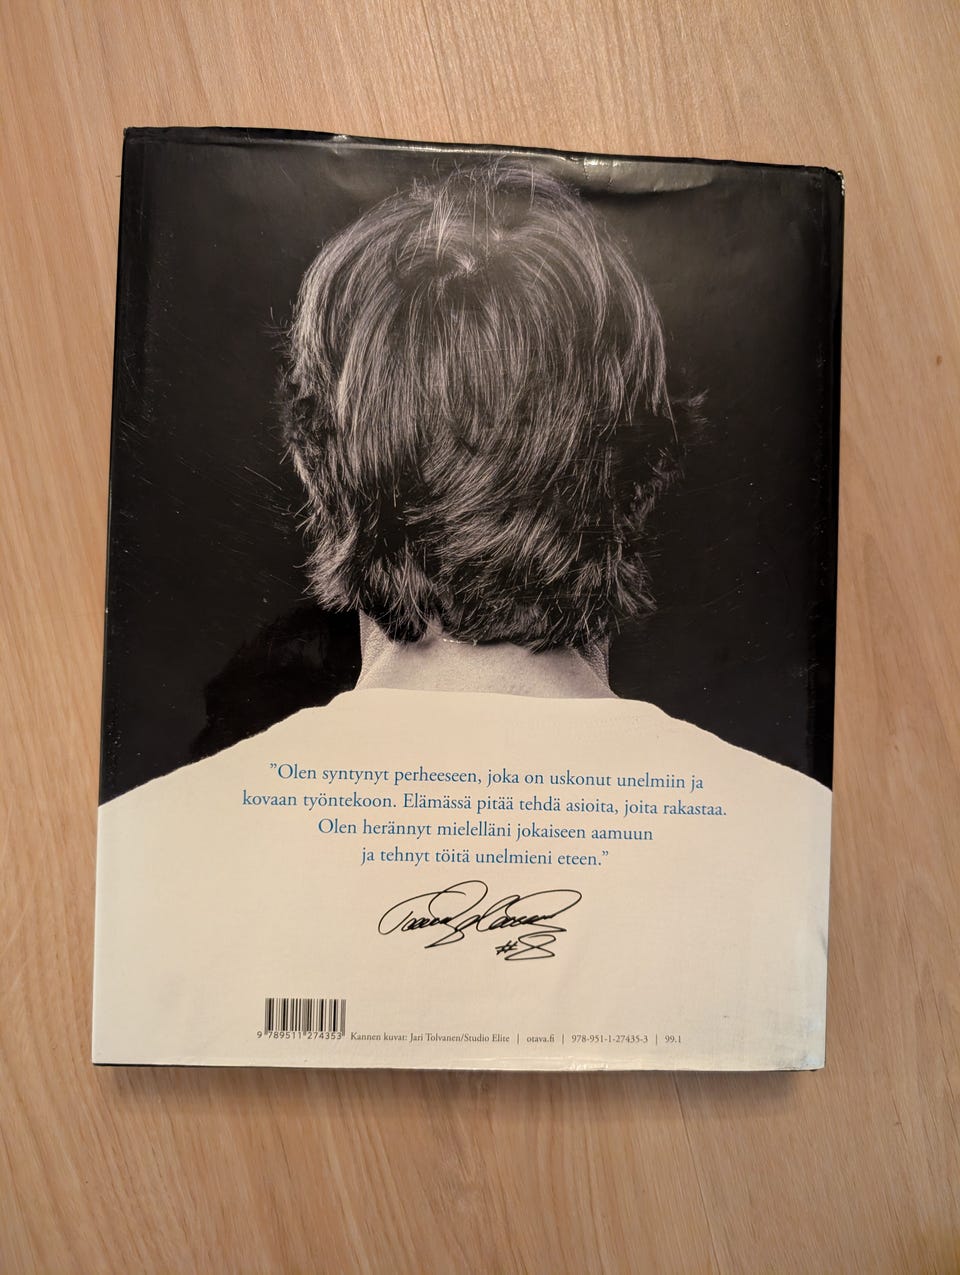 ”Olen syntynyt perheeseen, joka on uskonut unelmiin ja
kovaan työntekoon. Elämässä pitää tehdä asioita, joita rakastaa.
Olen herännyt mielelläni jokaiseen aamuun
ja tehnyt töitä unelmieni eteen.”
#8
9 789511 274353 Kannen kuvat: Jari Tolvanen/Studio Elite | otava.fi | 978-951-1-27435-3 | 99.1